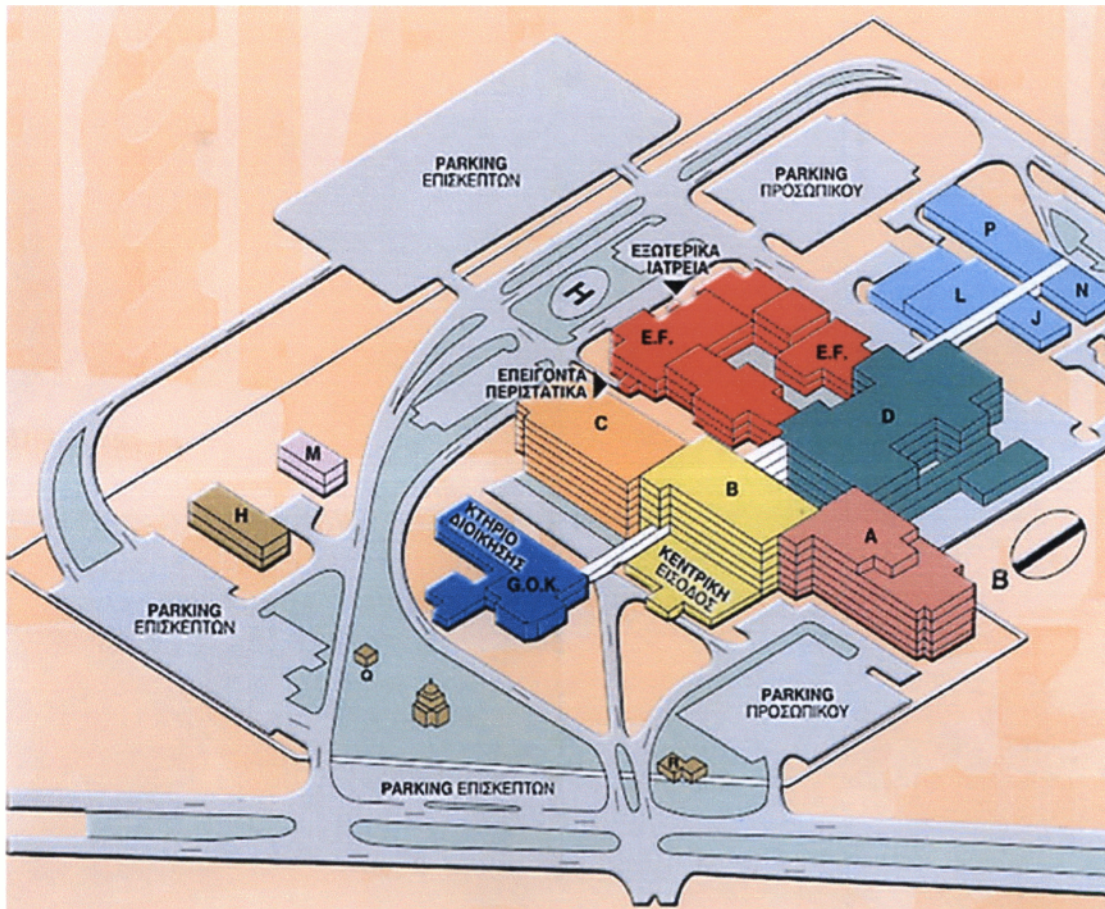 PARKING
ΕΠΙΣΚΕΠΤΩΝ
PARKING
ΠΡΟΣΩΠΙΚΟΥ
P
ΕΞΩΤΕΡΙΚΑ
ΙΑΤΡΕΙΑ
H
L
N
J
E.F.
E.F.
ΕΠΕΙΓΟΝΤΑ
ΠΕΡΙΣΤΑΤΙΚΑ
C
D
M
B
H
A
ΚΤΗΡΙΟ
ΔΙΟΙΚΗΣΗΣ
G.O.K.
ΚΕΝΤΡΙΚΗ
ΕΙΣΟΔΟΣ
Β
PARKING
ΕΠΙΣΚΕΠΤΩΝ
Q
PARKING
ΠΡΟΣΩΠΙΚΟΥ
R
PARKING ΕΠΙΣΚΕΠΤΩΝ